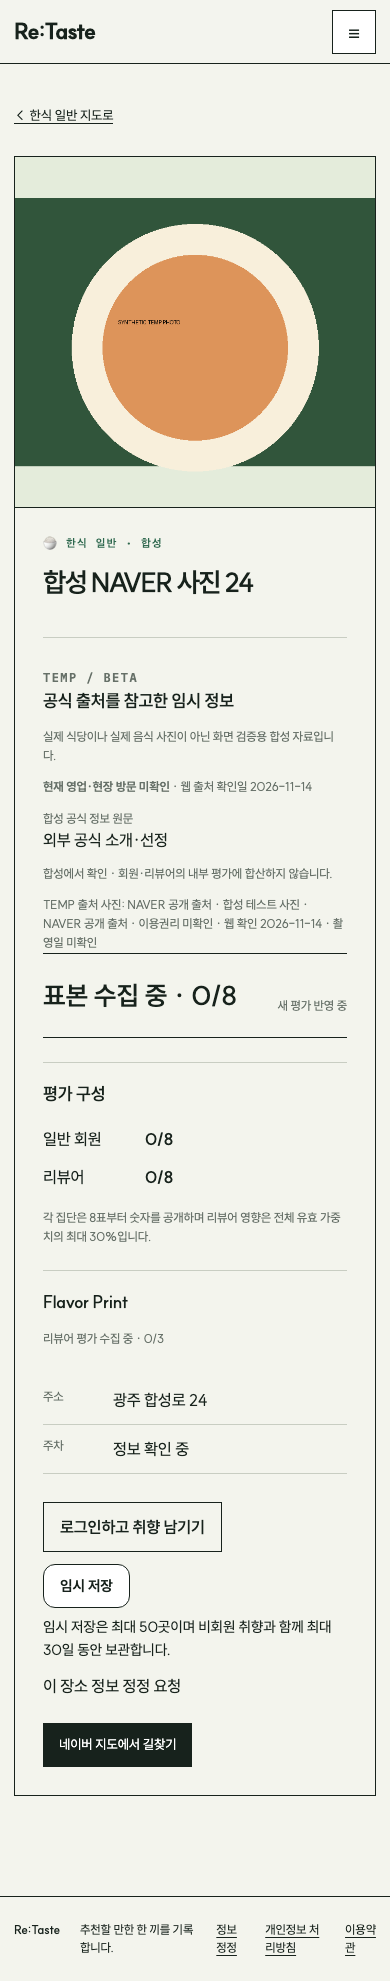 Re:Taste
≡
< 한식 일반 지도로
SYNTHETIC TEMP PHOTO
한식 일반 · 합성
합성 NAVER 사진 24
TEMP / BETA
공식 출처를 참고한 임시 정보
실제 식당이나 실제 음식 사진이 아닌 화면 검증용 합성 자료입니
다.
현재 영업·현장 방문 미확인 · 웹 출처 확인일 2026-11-14
합성 공식 정보 원문
외부 공식 소개·선정
합성에서 확인 · 회원·리뷰어의 내부 평가에 합산하지 않습니다.
TEMP 출처 사진: NAVER 공개 출처 · 합성 테스트 사진 ·
NAVER 공개 출처 · 이용권리 미확인 · 웹 확인 2026-11-14 · 촬
영일 미확인
표본 수집 중 · 0/8
새 평가 반영 중
평가 구성
일반 회원 0/8
리뷰어 0/8
각 집단은 8표부터 숫자를 공개하며 리뷰어 영향은 전체 유효 가중
치의 최대 30%입니다.
Flavor Print
리뷰어 평가 수집 중 · 0/3
주소 광주 합성로 24
주차 정보 확인 중
로그인하고 취향 남기기
임시 저장
임시 저장은 최대 50곳이며 비회원 취향과 함께 최대
30일 동안 보관합니다.
이 장소 정보 정정 요청
네이버 지도에서 길찾기
Re:Taste
추천할 만한 한 끼를 기록
합니다.
정보
정정
개인정보 처
리방침
이용약
관